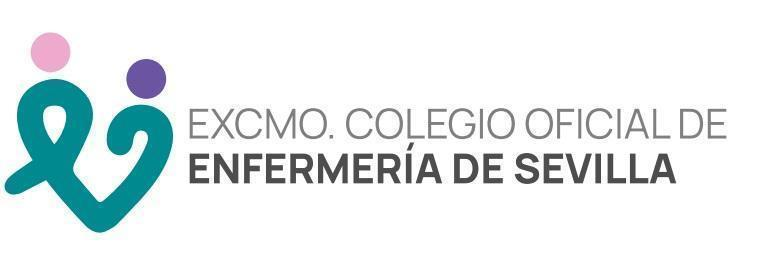 EXCMO. COLEGIO OFICIAL DE
ENFERMERÍA DE SEVILLA